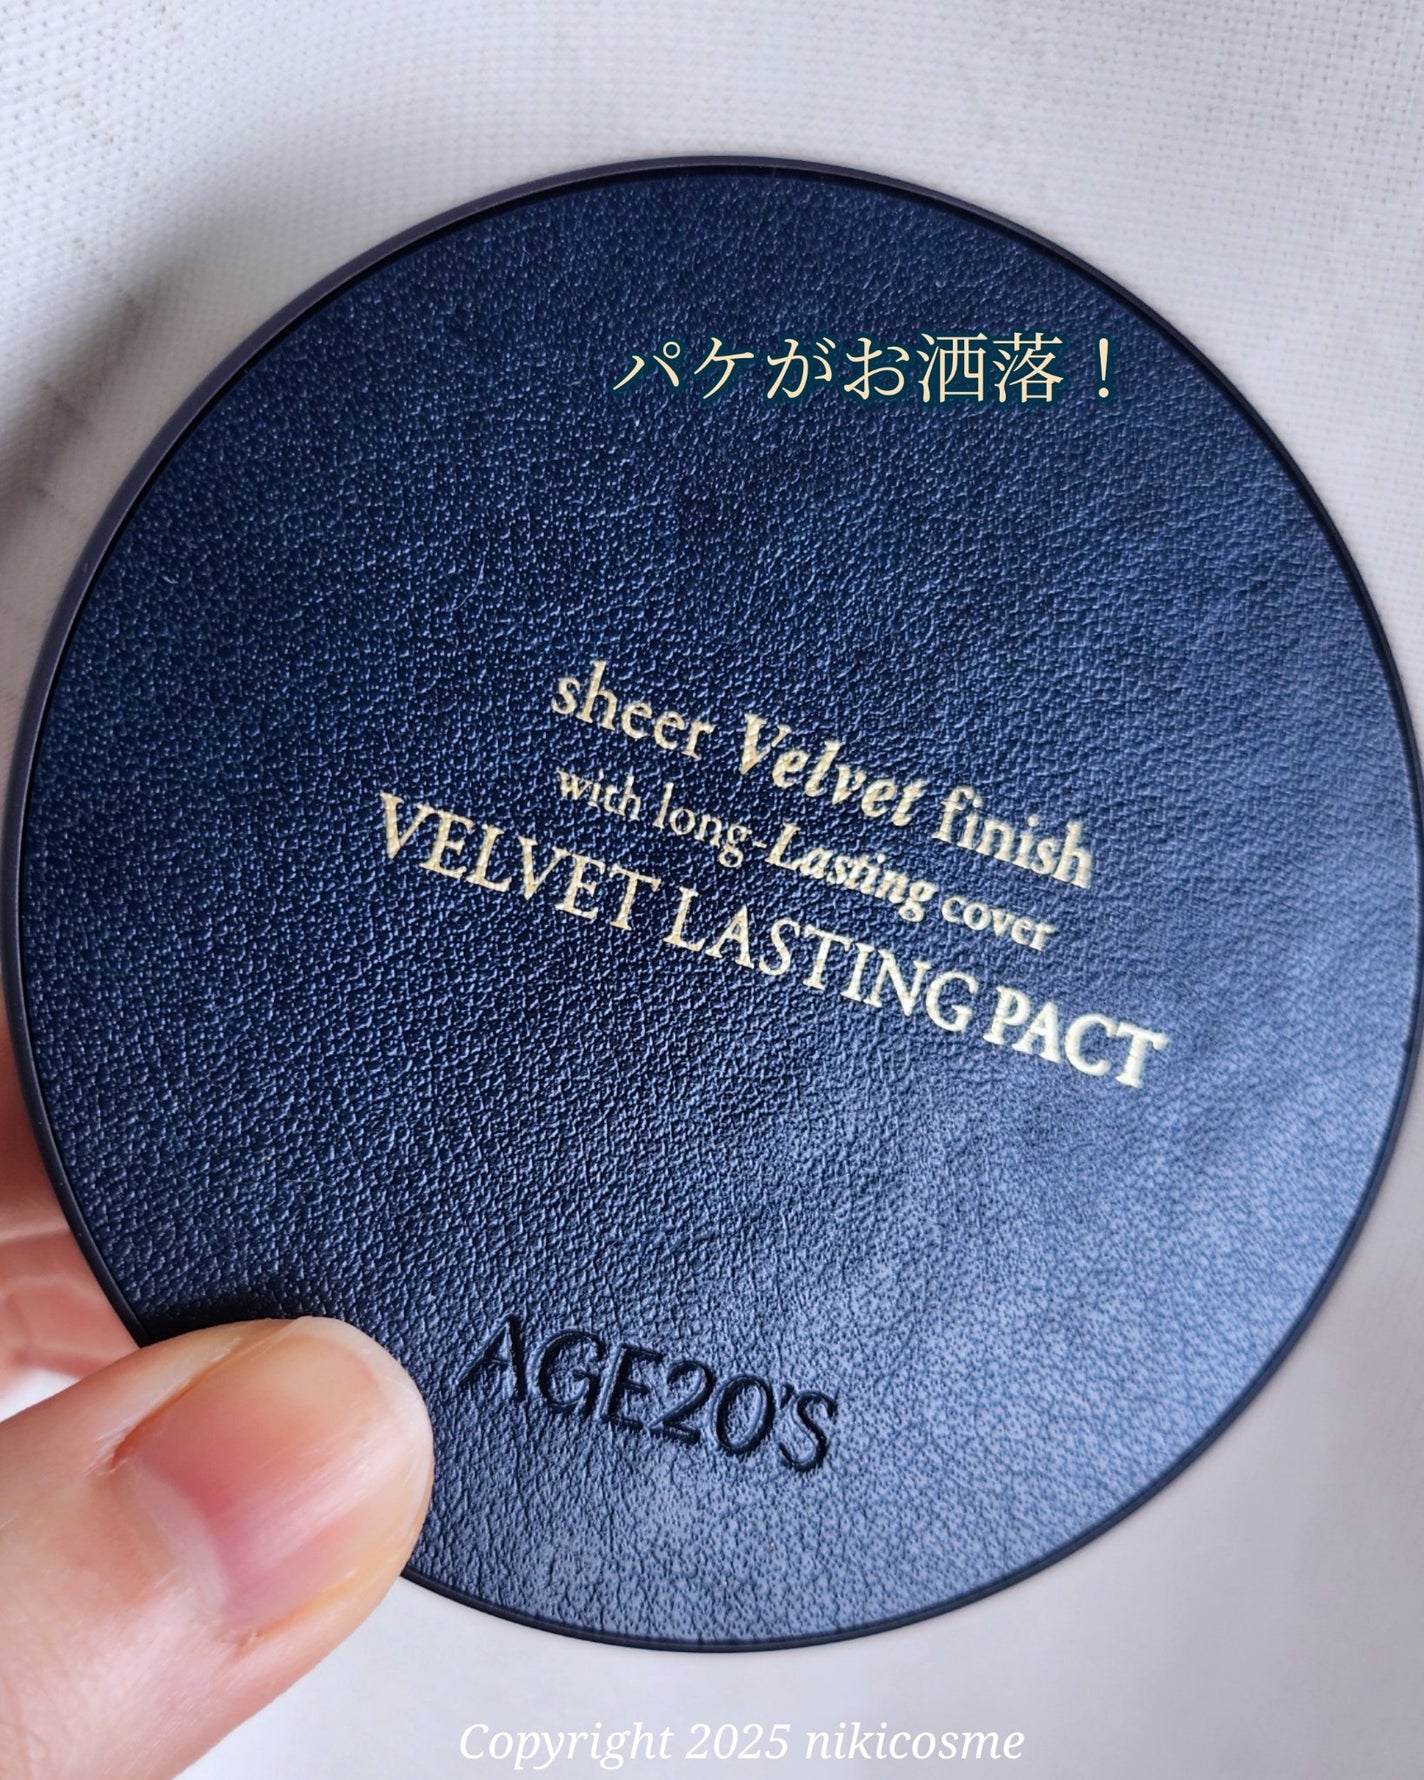 パケがお洒落！
sheer Velvet finish
with long-Lasting cover
VELVET LASTING PACT
AGE20'S
Copyright 2025 nikicosme